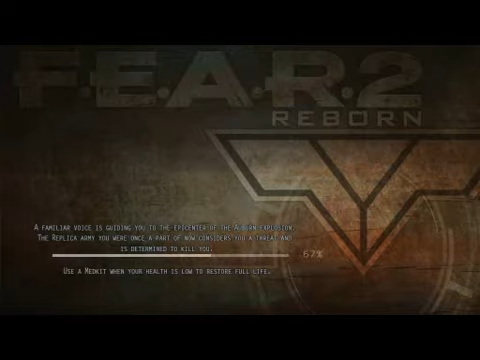 F.E.A.R.2
REBORN
A FAMILIAR VOICE IS GUIDING YOU TO THE EPICENTER OF THE AUBURN EXPLOSION.
THE REPLICA ARMY YOU WERE ONCE A PART OF NOW CONSIDERS YOU A THREAT AND
IS DETERMINED TO KILL YOU.
67%
USE A MEDKIT WHEN YOUR HEALTH IS LOW TO RESTORE FULL LIFE.